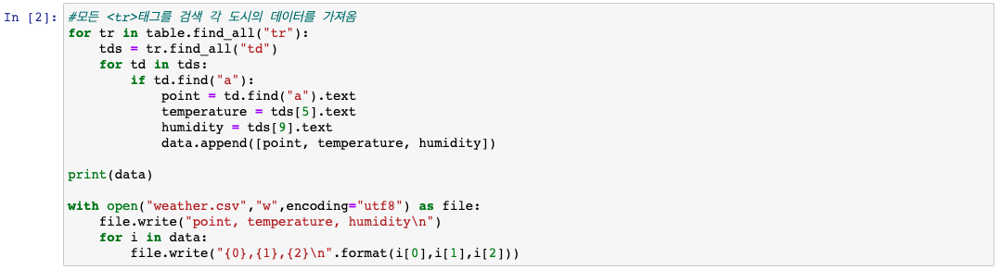 In [2]: #모든 <tr>태그를 검색 각 도시의 데이터를 가져옴
for tr in table.find_all("tr"):
    tds = tr.find_all("td")
    for td in tds:
        if td.find("a"):
            point = td.find("a").text
            temperature = tds[5].text
            humidity = tds[9].text
            data.append([point, temperature, humidity])

print(data)

with open("weather.csv","w",encoding="utf8") as file:
    file.write("point, temperature, humidity\n")
    for i in data:
        file.write("{0},{1},{2}\n".format(i[0],i[1],i[2]))